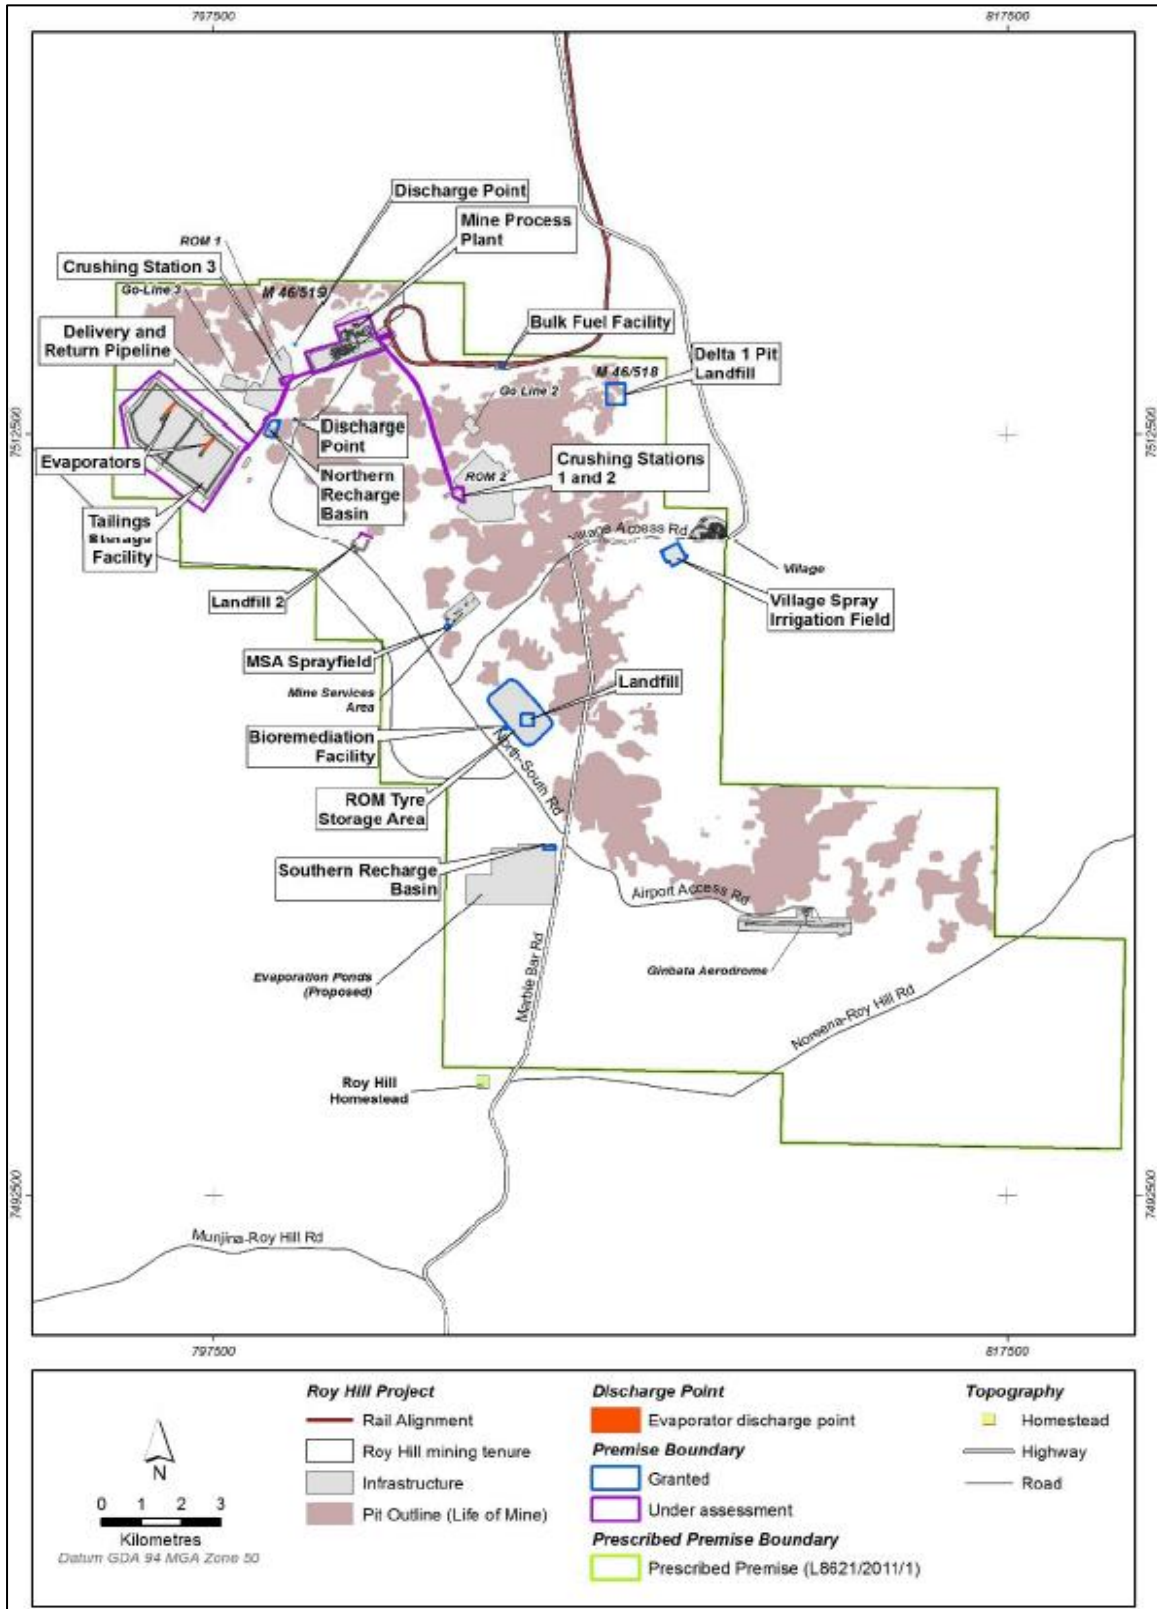 797500
817500
Discharge Point
Mine Process
Plant
ROM 1
Crushing Station 3
Go-Line 3
M 46/519
Delivery and
Return Pipeline
Bulk Fuel Facility
Delta 1 Pit
Landfill
M 46/518
Go Line 2
7512500
7512500
Discharge
Point
Evaporators
Crushing Stations
1 and 2
ROM 2
Northern
Recharge
Basin
Tailings
Storage
Facility
Village Access Rd
Village
Landfill 2
Village Spray
Irrigation Field
MSA Sprayfield
Mine Services
Area
Landfill
Bioremediation
Facility
North-South Rd
ROM Tyre
Storage Area
Southern Recharge
Basin
Airport Access Rd
Evaporation Ponds
(Proposed)
Ginbata Aerodrome
Marble Bar Rd
Noreena-Roy Hill Rd
Roy Hill
Homestead
7492500
7492500
Munjina-Roy Hill Rd
797500
817500
N
0 1 2 3
Kilometres
Datum GDA 94 MGA Zone 50
Roy Hill Project
Rail Alignment
Roy Hill mining tenure
Infrastructure
Pit Outline (Life of Mine)
Discharge Point
Evaporator discharge point
Premise Boundary
Granted
Under assessment
Prescribed Premise Boundary
Prescribed Premise (L8621/2011/1)
Topography
Homestead
Highway
Road